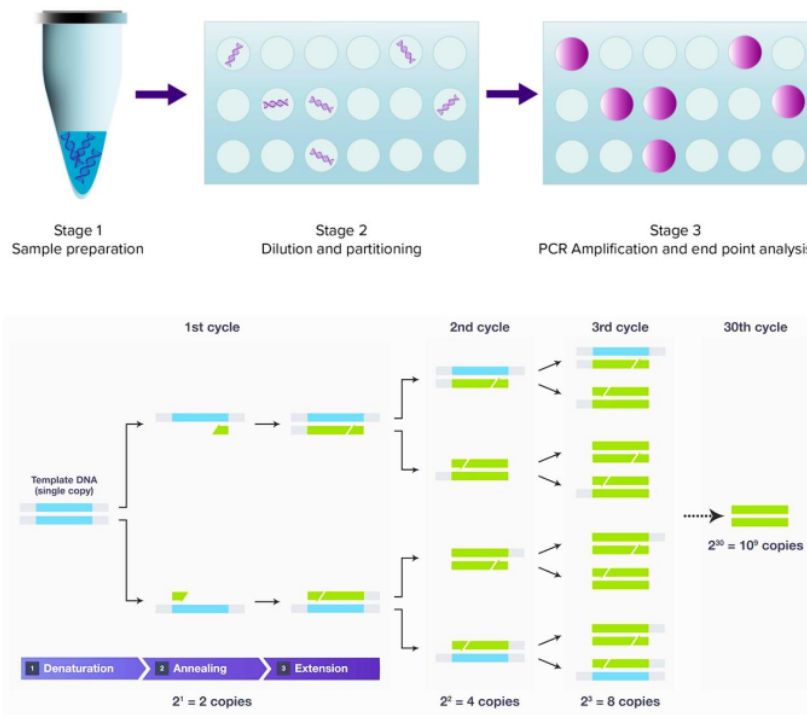 Stage 1
Sample preparation
Stage 2
Dilution and partitioning
Stage 3
PCR Amplification and end point analysis
1st cycle
2nd cycle
3rd cycle
30th cycle
Template DNA
(single copy)
2³⁰ = 10⁹ copies
1 Denaturation
2 Annealing
3 Extension
2¹ = 2 copies
2² = 4 copies
2³ = 8 copies